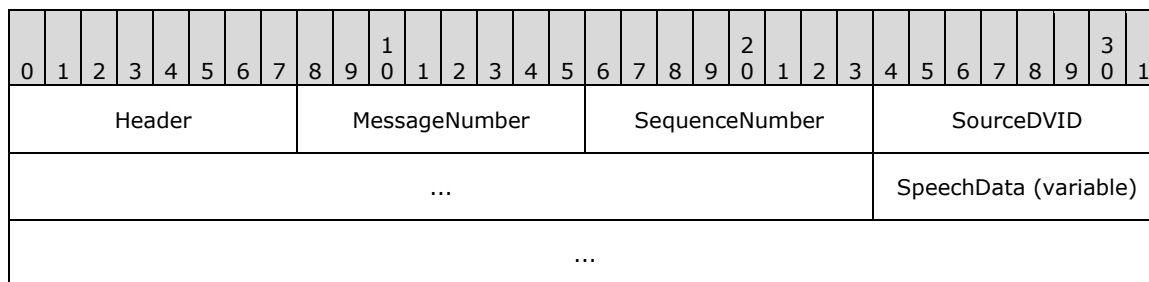 1 2 3
0 1 2 3 4 5 6 7 8 9 0 1 2 3 4 5 6 7 8 9 0 1 2 3 4 5 6 7 8 9 0 1
Header MessageNumber SequenceNumber SourceDVID
... SpeechData (variable)
...